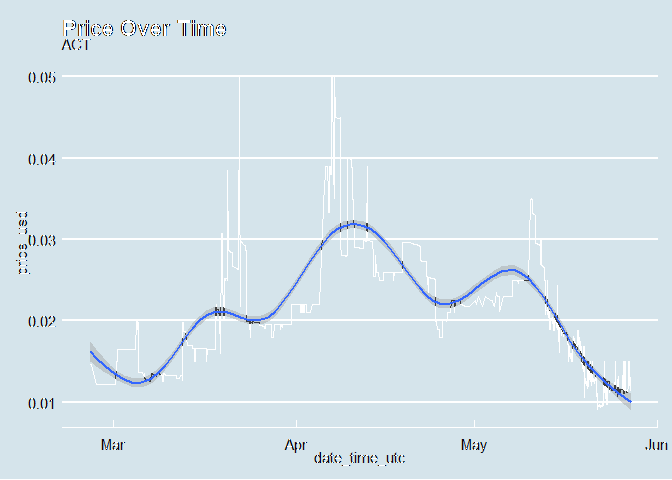 Price Over Time
ACT
0.05
0.04
0.03
0.02
0.01
price_usd
Mar Apr May Jun
date_time_utc